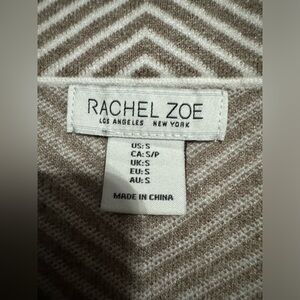 RACHEL ZOE
LOS ANGELES NEW YORK
US: S
CA: S/P
UK: S
EU: S
AU: S
MADE IN CHINA